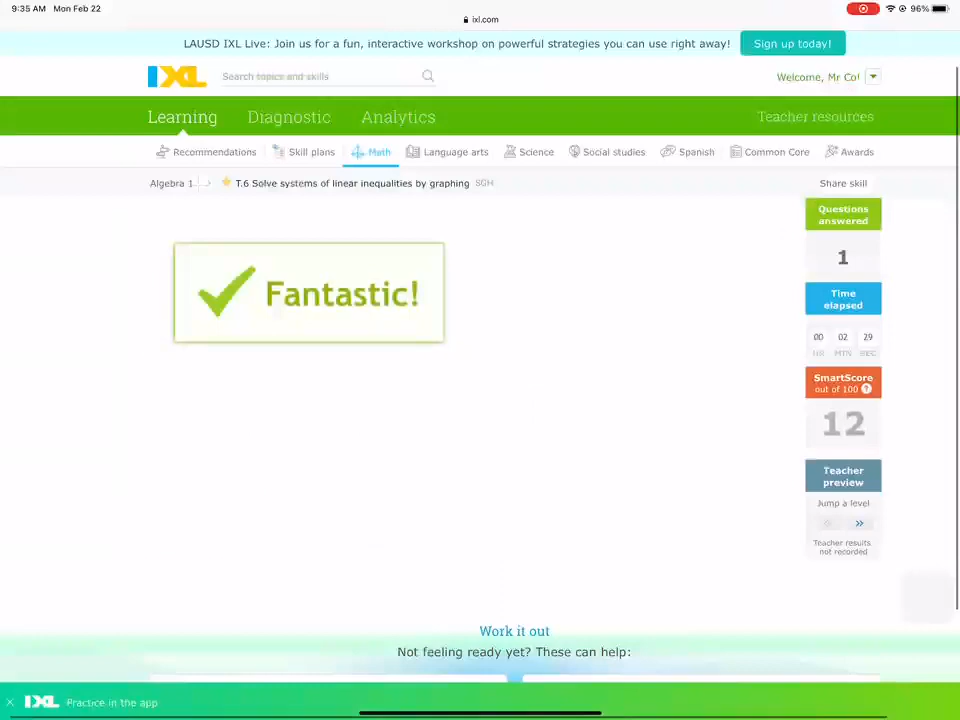 9:35 AM Mon Feb 22
96%
ixl.com
LAUSD IXL Live: Join us for a fun, interactive workshop on powerful strategies you can use right away! Sign up today!
IXL Search topics and skills Welcome, Mr Co!
Learning Diagnostic Analytics Teacher resources
Recommendations Skill plans Math Language arts Science Social studies Spanish Common Core Awards
Algebra 1 T.6 Solve systems of linear inequalities by graphing SGH Share skill
Questions
answered
1
Fantastic!
Time
elapsed
00 02 29
HR MIN SEC
SmartScore
out of 100 ?
12
Teacher
preview
Jump a level
Teacher results
not recorded
Work it out
Not feeling ready yet? These can help:
IXL Practice in the app